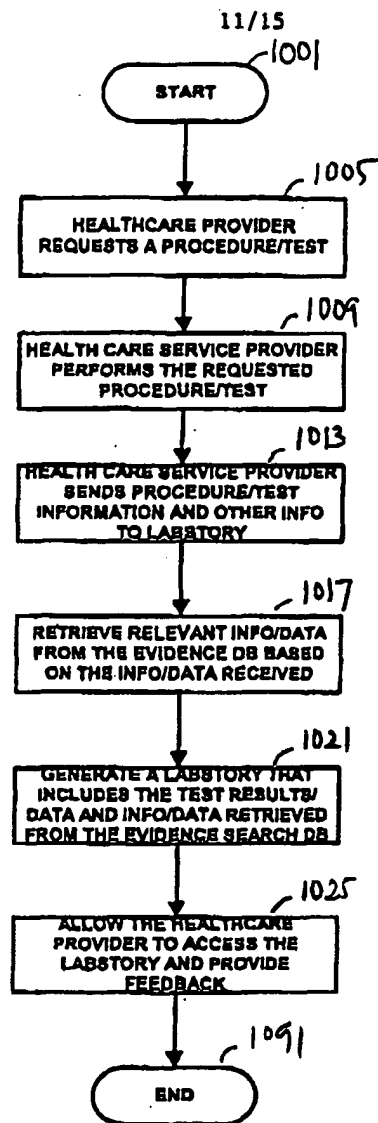 11/15
1001
START
1005
HEALTHCARE PROVIDER
REQUESTS A PROCEDURE/TEST
1009
HEALTH CARE SERVICE PROVIDER
PERFORMS THE REQUESTED
PROCEDURE/TEST
1013
HEALTH CARE SERVICE PROVIDER
SENDS PROCEDURE/TEST
INFORMATION AND OTHER INFO
TO LABSTORY
1017
RETRIEVE RELEVANT INFO/DATA
FROM THE EVIDENCE DB BASED
ON THE INFO/DATA RECEIVED
1021
GENERATE A LABSTORY THAT
INCLUDES THE TEST RESULTS/
DATA AND INFO/DATA RETRIEVED
FROM THE EVIDENCE SEARCH DB
1025
ALLOW THE HEALTHCARE
PROVIDER TO ACCESS THE
LABSTORY AND PROVIDE
FEEDBACK
1091
END